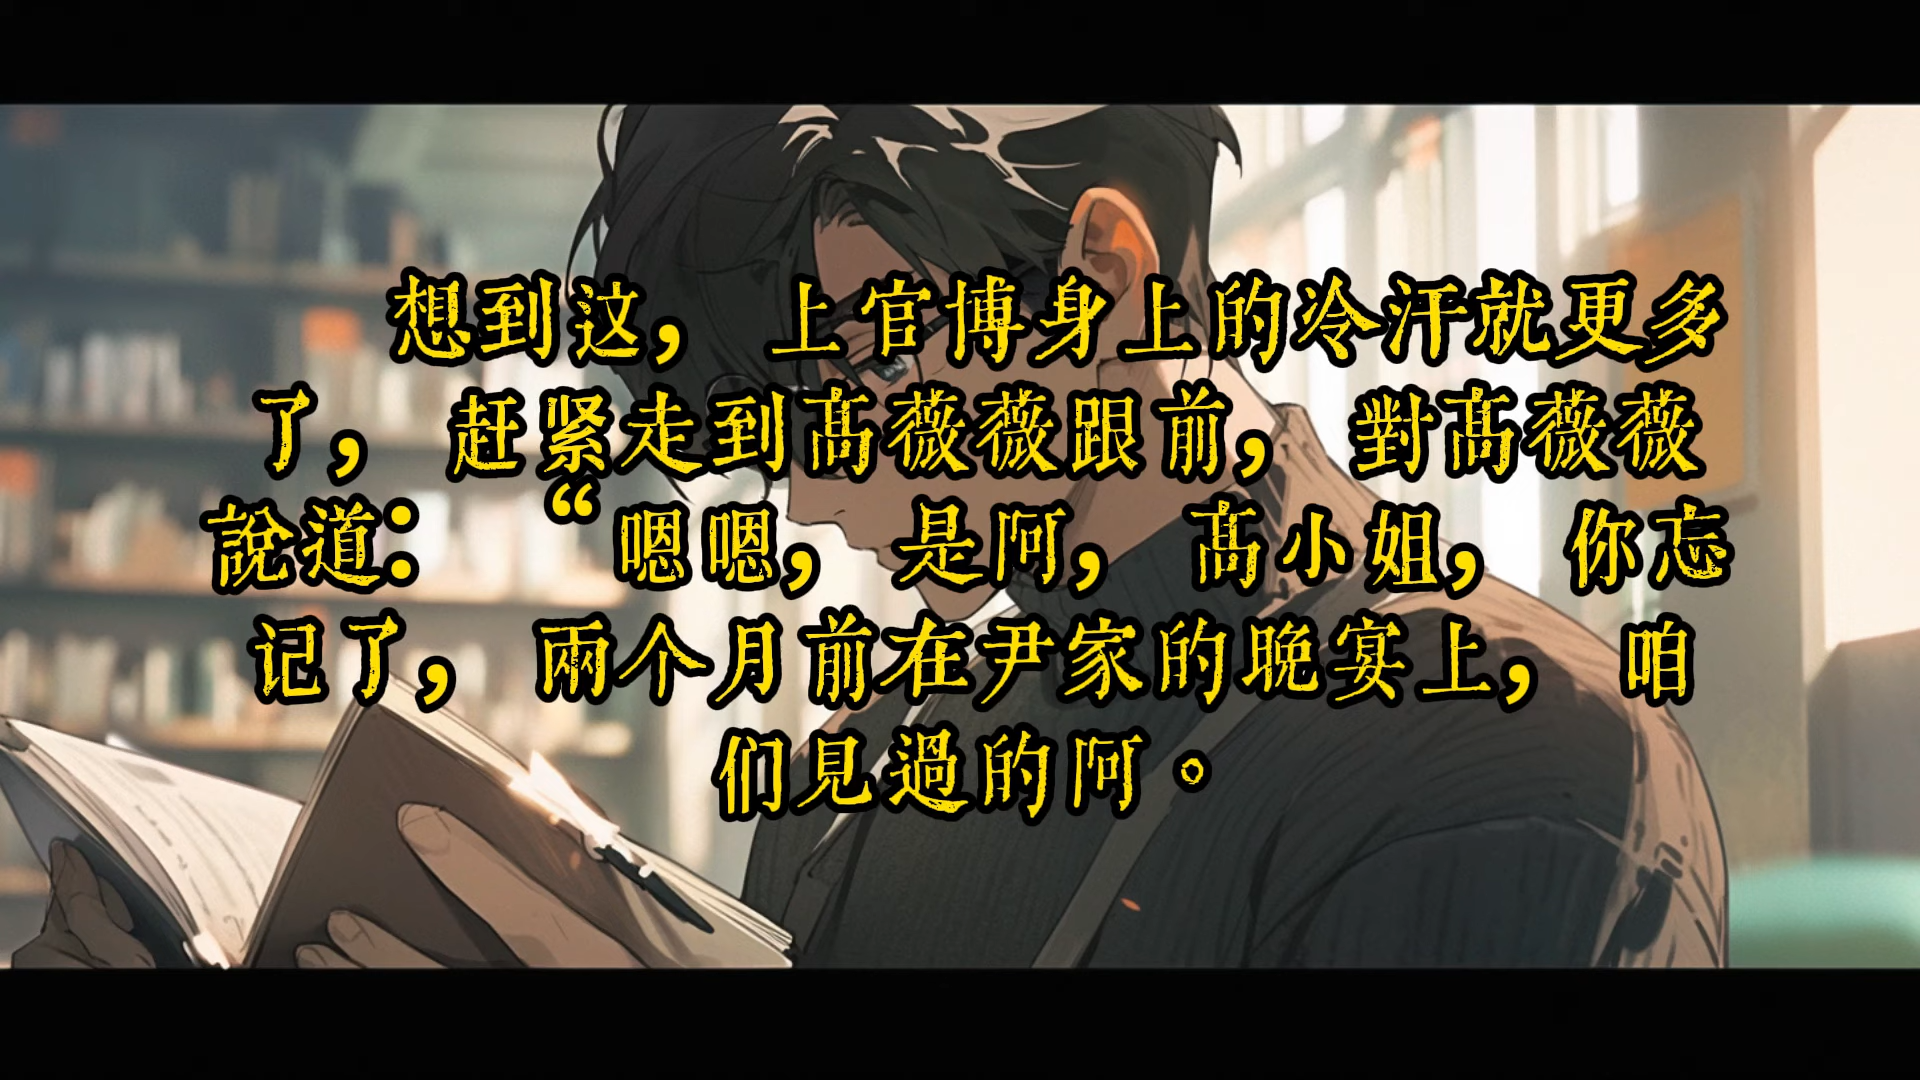 想到这，上官博身上的冷汗就更多
了，赶紧走到高薇薇跟前，對高薇薇
說道：“嗯嗯，是阿，高小姐，你忘
记了，兩个月前在尹家的晚宴上，咱
们見過的阿。